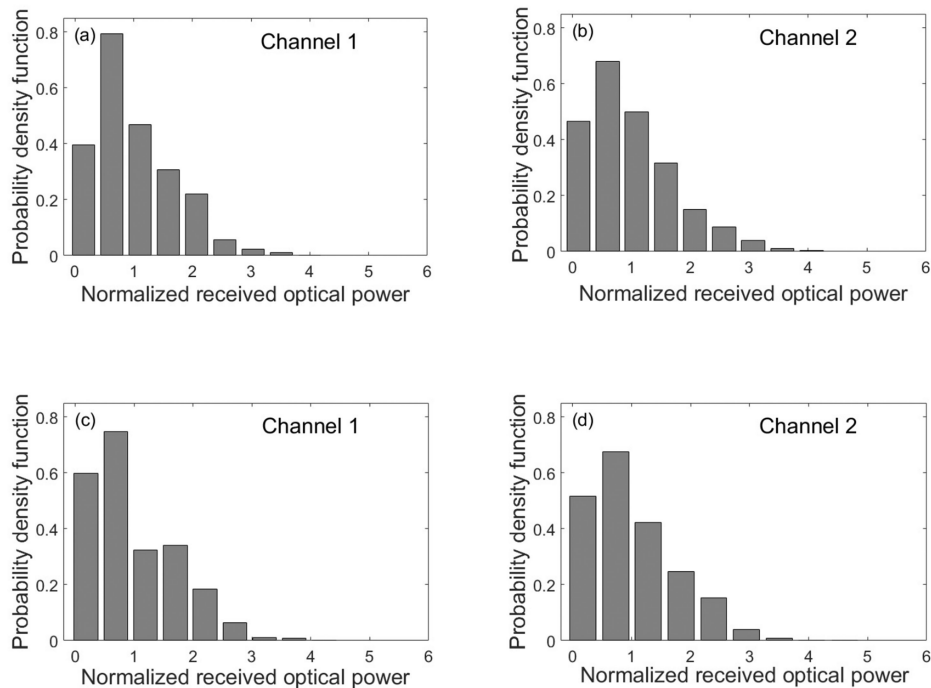 (a)
Channel 1
Probability density function
0.8
0.6
0.4
0.2
0
0 1 2 3 4 5 6
Normalized received optical power
(b)
Channel 2
Probability density function
0.8
0.6
0.4
0.2
0
0 1 2 3 4 5 6
Normalized received optical power
(c)
Channel 1
Probability density function
0.8
0.6
0.4
0.2
0
0 1 2 3 4 5 6
Normalized received optical power
(d)
Channel 2
Probability density function
0.8
0.6
0.4
0.2
0
0 1 2 3 4 5 6
Normalized received optical power